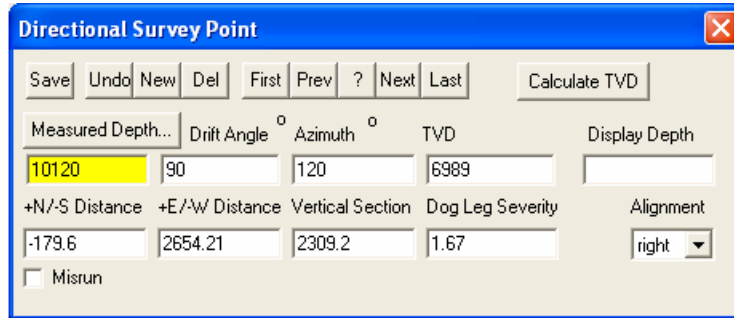 Directional Survey Point
Save Undo New Del First Prev ? Next Last Calculate TVD
Measured Depth... Drift Angle o Azimuth o TVD Display Depth
10120 90 120 6989
+N/-S Distance +E/-W Distance Vertical Section Dog Leg Severity Alignment
-179.6 2654.21 2309.2 1.67 right
Misrun